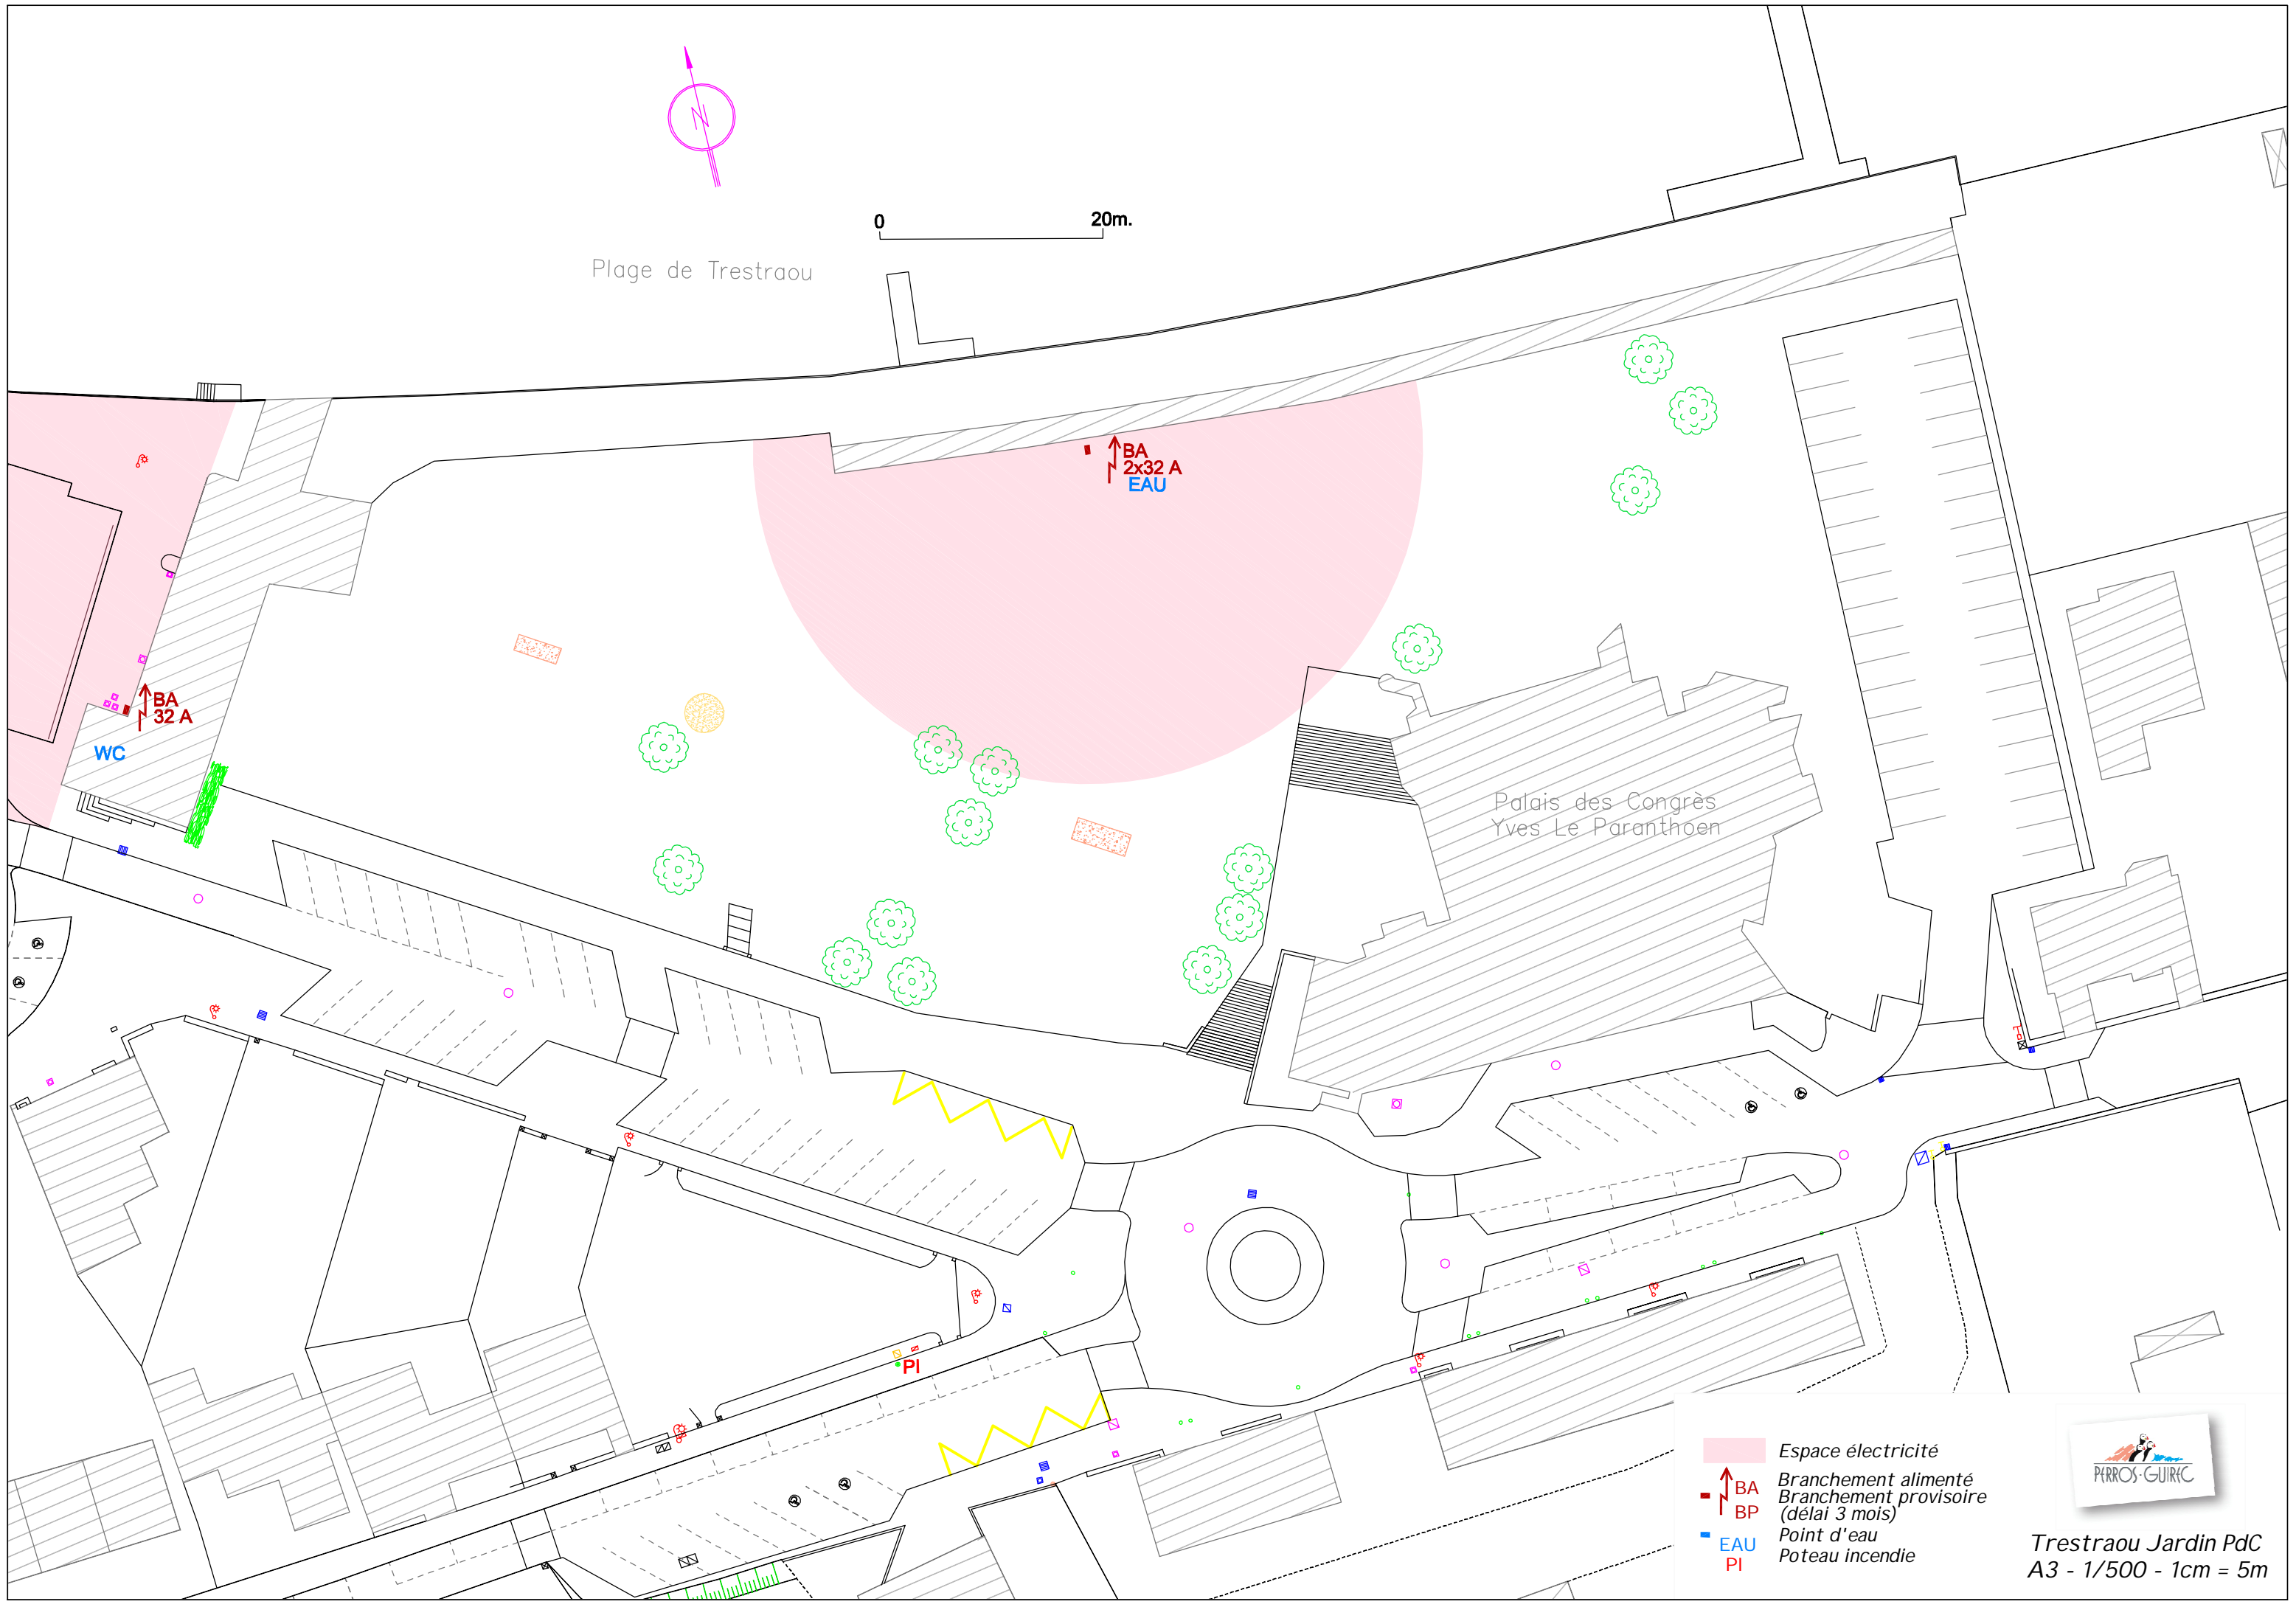 N
0 20m.
Plage de Trestraou
BA
2x32 A
EAU
BA
32 A
WC
Palais des Congrès
Yves Le Paranthoen
PI
Espace électricité
BA Branchement alimenté
BP Branchement provisoire
(délai 3 mois)
EAU Point d'eau
PI Poteau incendie
PERROS-GUIREC
Trestraou Jardin PdC
A3 - 1/500 - 1cm = 5m